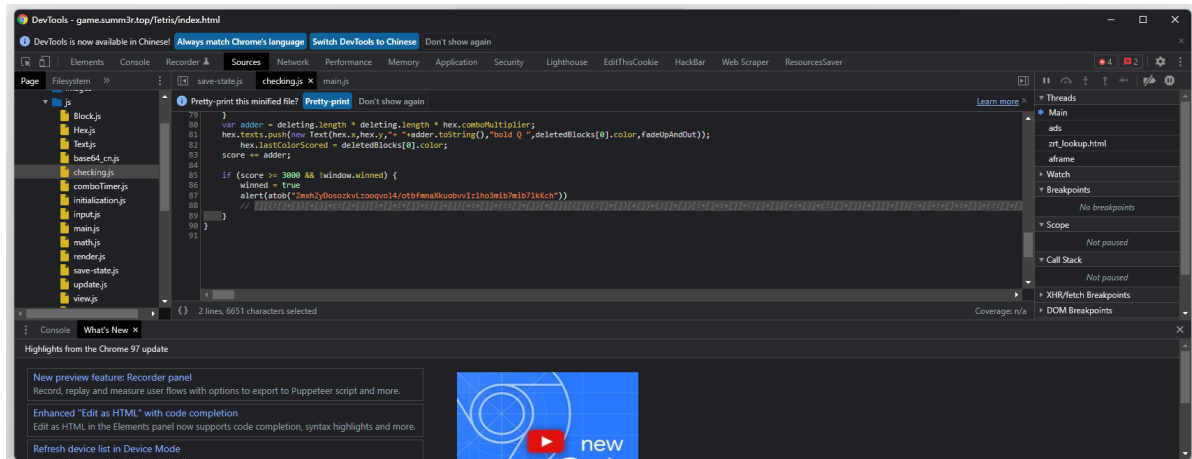 DevTools - game.summ3r.top/Tetris/index.html
DevTools is now available in Chinese! Always match Chrome's language Switch DevTools to Chinese Don't show again
Elements Console Recorder Sources Network Performance Memory Application Security Lighthouse EditThisCookie HackBar Web Scraper ResourcesSaver 4 2
Page Filesystem » save-state.js checking.js × main.js
Pretty-print this minified file? Pretty-print Don't show again Learn more ×
js
Block.js
Hex.js
Text.js
base64_cn.js
checking.js
comboTimer.js
initialization.js
input.js
main.js
math.js
render.js
save-state.js
update.js
view.js
79 }
80 var adder = deleting.length * deleting.length * hex.comboMultiplier;
81 hex.texts.push(new Text(hex.x,hex.y,"+ "+adder.toString(),"bold Q ",deletedBlocks[0].color,fadeUpAndOut));
82 hex.lastColorScored = deletedBlocks[0].color;
83 score += adder;
84
85 if (score >= 3000 && !window.winned) {
86 winned = true
87 alert(atob("ZmxhZyDosozkvLzooqvol4/otbfmnaXkuobvvIzlho3mib7mib7lkKch"))
88 //
89 }
90 }
91
{ } 2 lines, 6651 characters selected Coverage: n/a
Threads
Main
ads
zrt_lookup.html
aframe
Watch
Breakpoints
No breakpoints
Scope
Not paused
Call Stack
Not paused
XHR/fetch Breakpoints
DOM Breakpoints
Console What's New ×
Highlights from the Chrome 97 update
New preview feature: Recorder panel
Record, replay and measure user flows with options to export to Puppeteer script and more.
Enhanced "Edit as HTML" with code completion
Edit as HTML in the Elements panel now supports code completion, syntax highlights and more.
Refresh device list in Device Mode
new